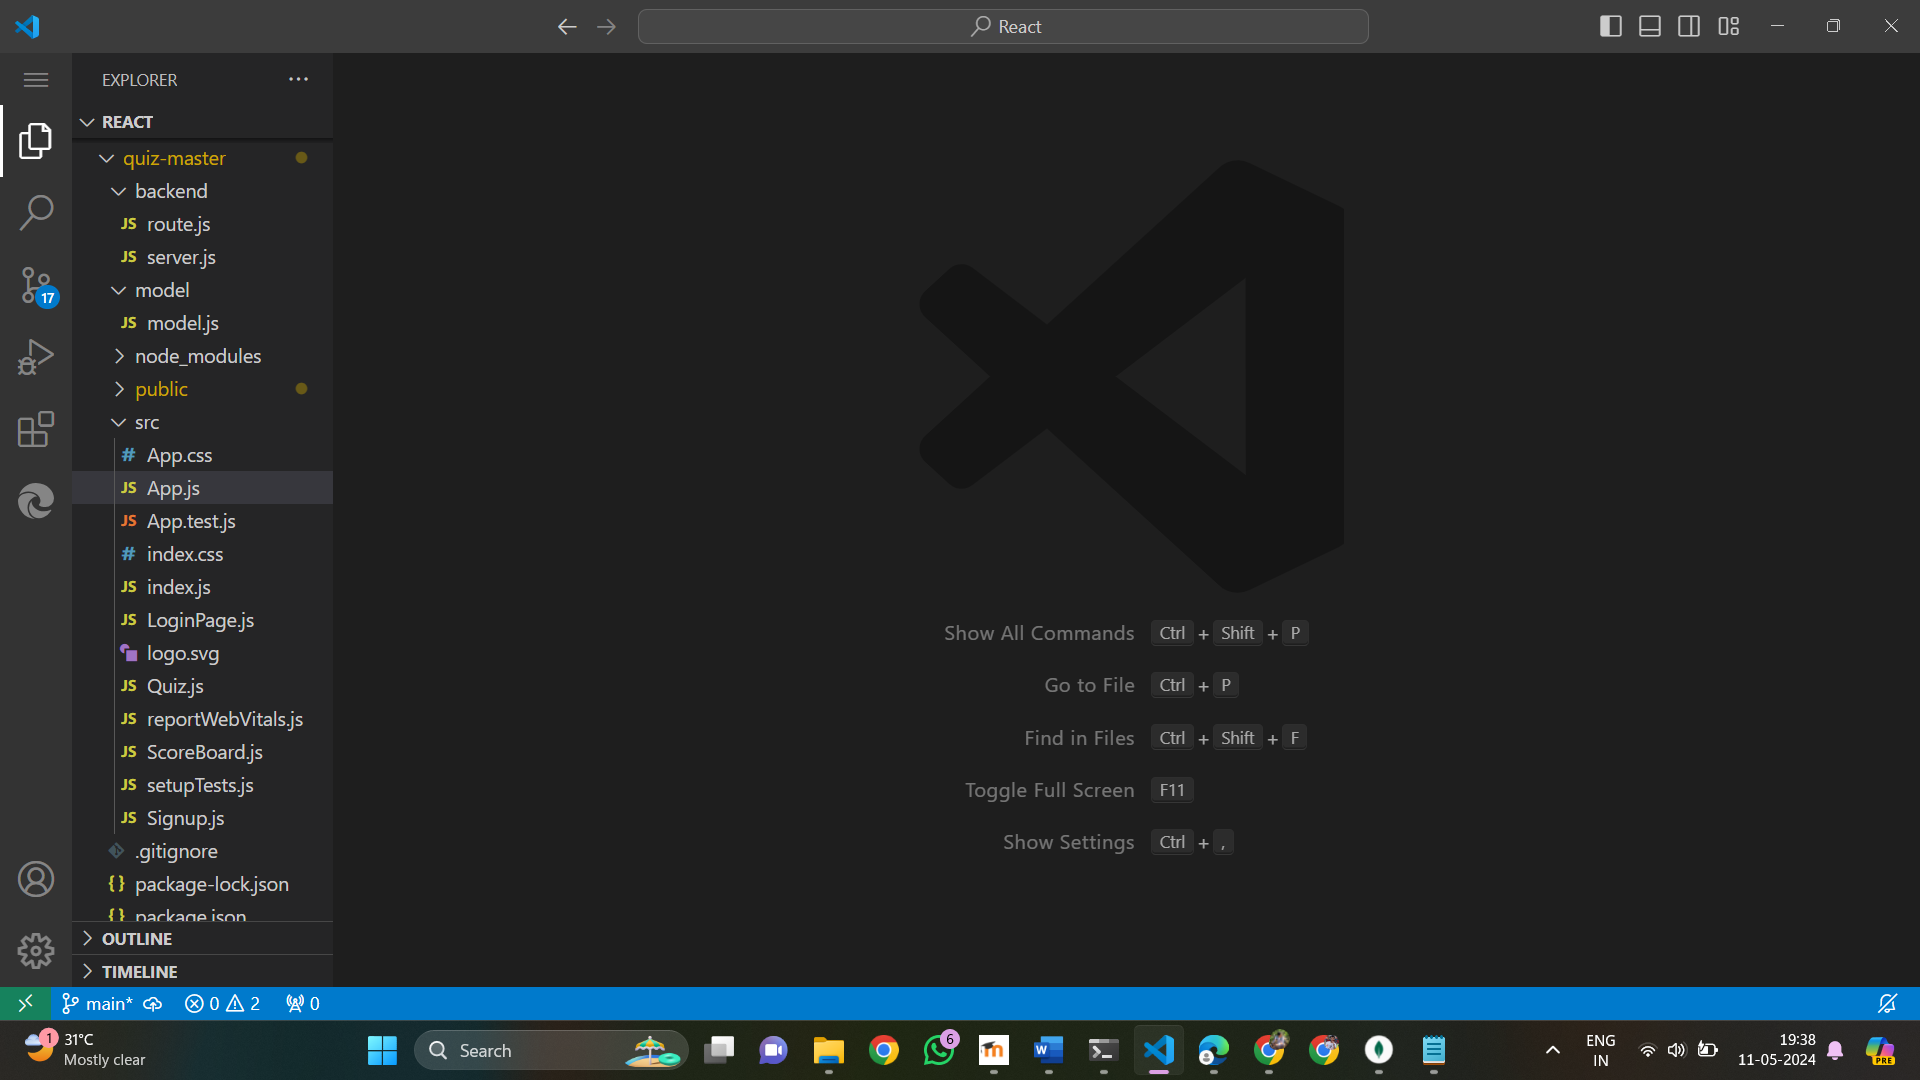 React
EXPLORER
REACT
quiz-master
backend
JS route.js
JS server.js
model
JS model.js
node_modules
public
src
# App.css
JS App.js
JS App.test.js
# index.css
JS index.js
JS LoginPage.js
logo.svg
JS Quiz.js
JS reportWebVitals.js
JS ScoreBoard.js
JS setupTests.js
JS Signup.js
.gitignore
{} package-lock.json
{} package.json
OUTLINE
TIMELINE
17
Show All Commands Ctrl + Shift + P
Go to File Ctrl + P
Find in Files Ctrl + Shift + F
Toggle Full Screen F11
Show Settings Ctrl + ,
main* 0 2 0
1 31°C
Mostly clear
Search
6
ENG
IN
19:38
11-05-2024
PRE